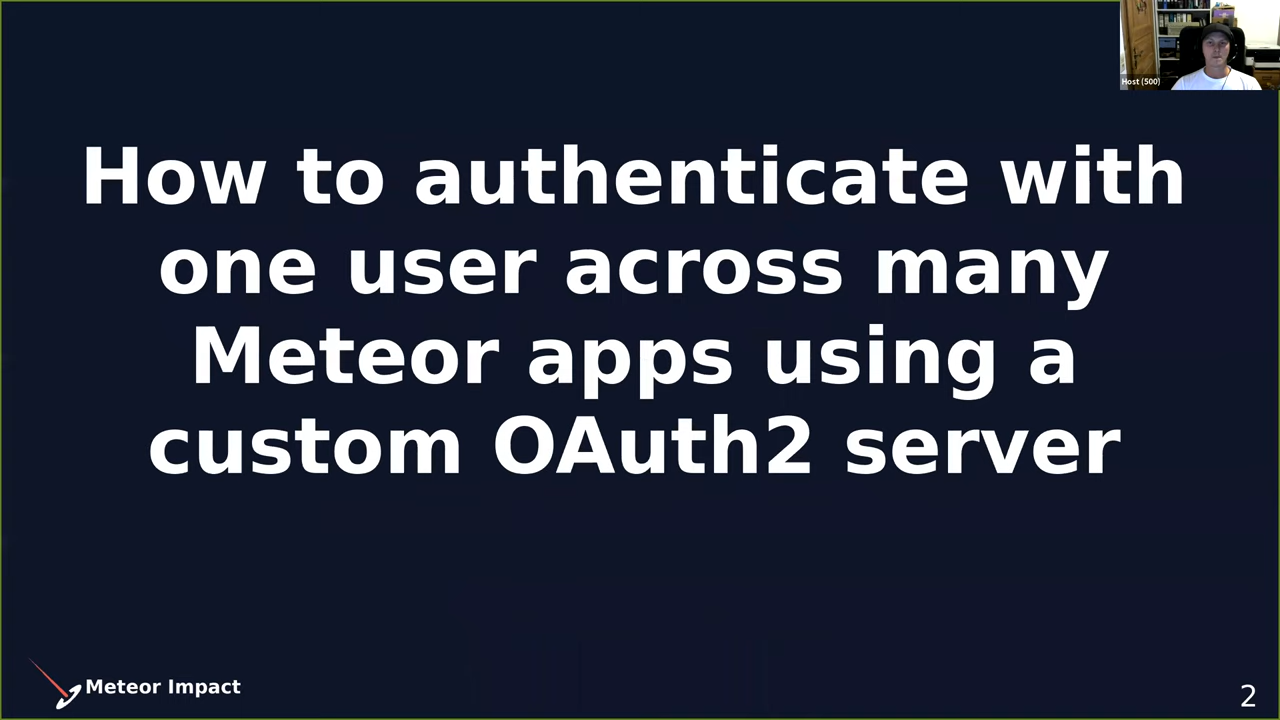 Host (500)
How to authenticate with
one user across many
Meteor apps using a
custom OAuth2 server
Meteor Impact
2